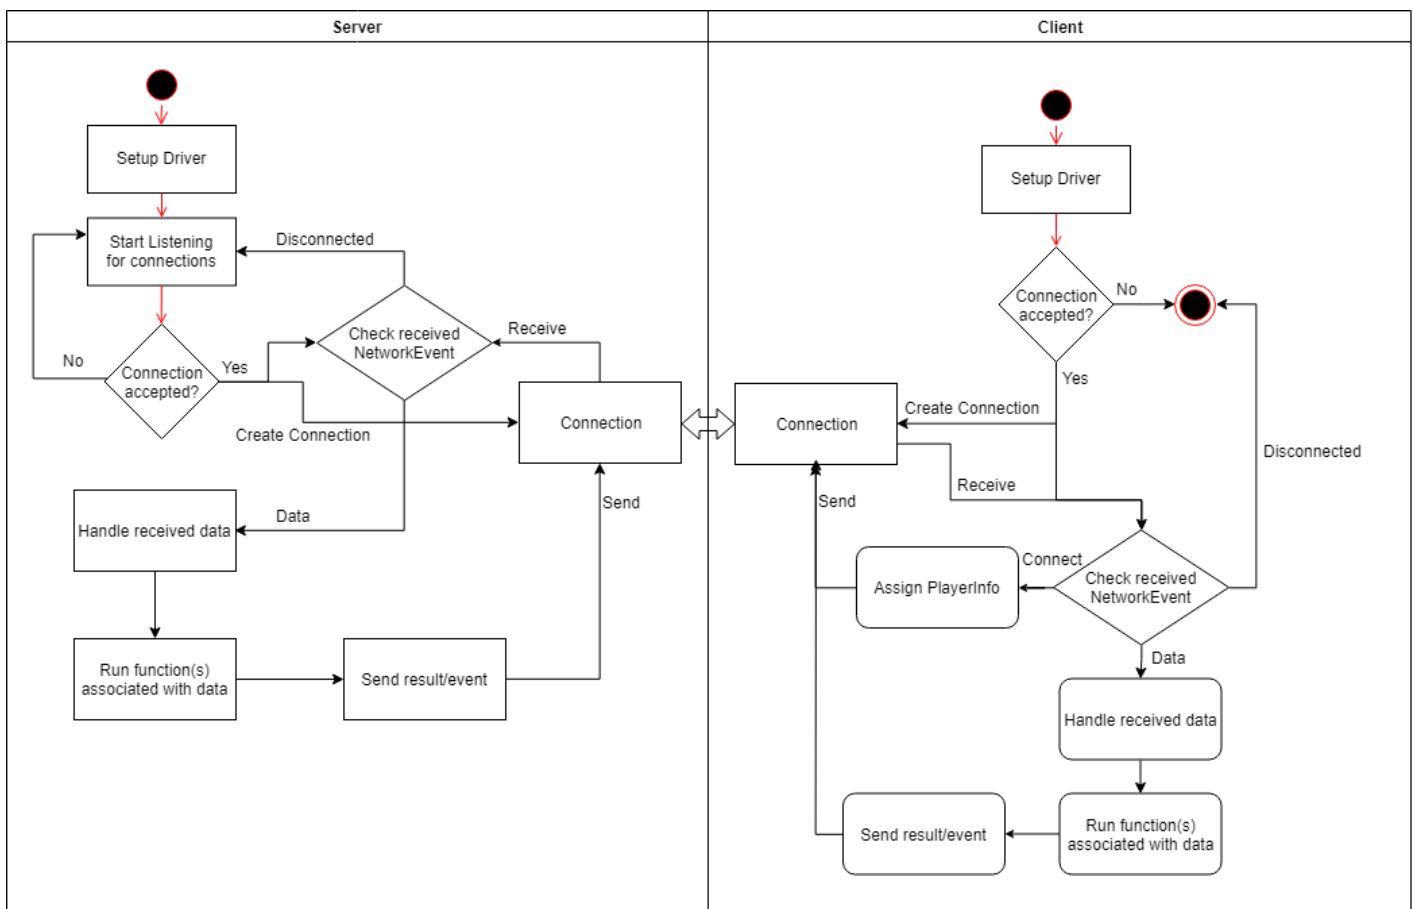 Server
Setup Driver
Start Listening
for connections
Disconnected
No
Connection
accepted?
Yes
Create Connection
Check received
NetworkEvent
Receive
Connection
Data
Handle received data
Run function(s)
associated with data
Send result/event
Send
Client
Setup Driver
Connection
accepted?
No
Yes
Create Connection
Connection
Receive
Send
Disconnected
Connect
Assign PlayerInfo
Check received
NetworkEvent
Data
Handle received data
Run function(s)
associated with data
Send result/event